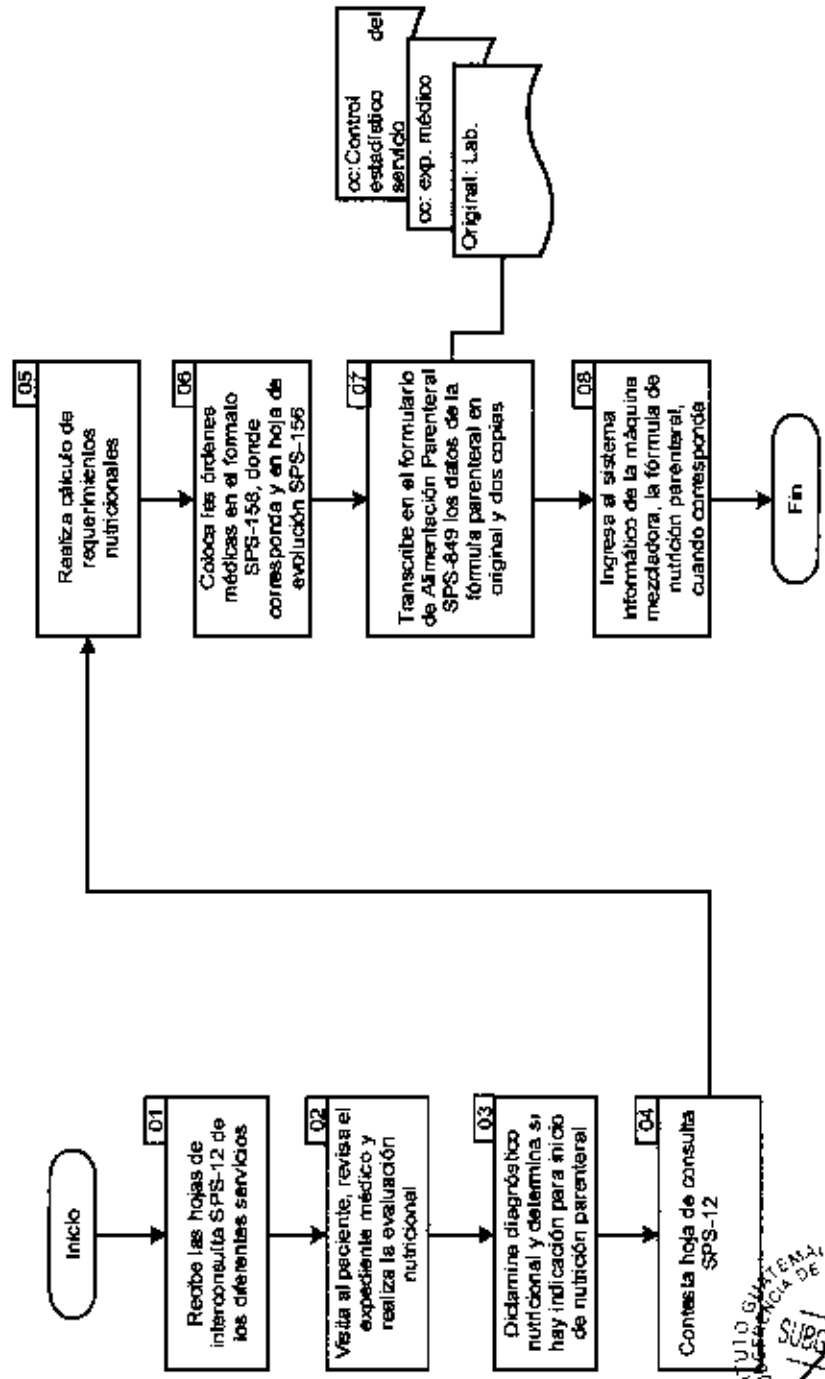 Inicio
01
Recibe las hojas de
interconsulta SPS-12 de
los diferentes servicios
02
Visita al paciente, revisa el
expediente médico y
realiza la evaluación
nutricional
03
Dictamina diagnóstico
nutricional y determina si
hay indicación para inicio
de nutrición parenteral
04
Contesta hoja de consulta
SPS-12
05
Realiza cálculo de
requerimientos
nutricionales
06
Coloca las órdenes
médicas en el formato
SPS-158, donde
corresponda y en hoja de
evolución SPS-156
07
Transcribe en el formulario
de Alimentación Parenteral
SPS-849 los datos de la
fórmula parenteral en
original y dos copias
cc:Control del
estadístico
servicio
cc: exp. médico
Original: Lab.
08
Ingresa al sistema
informático de la máquina
mezcladora, la fórmula de
nutrición parenteral,
cuando corresponda
Fin